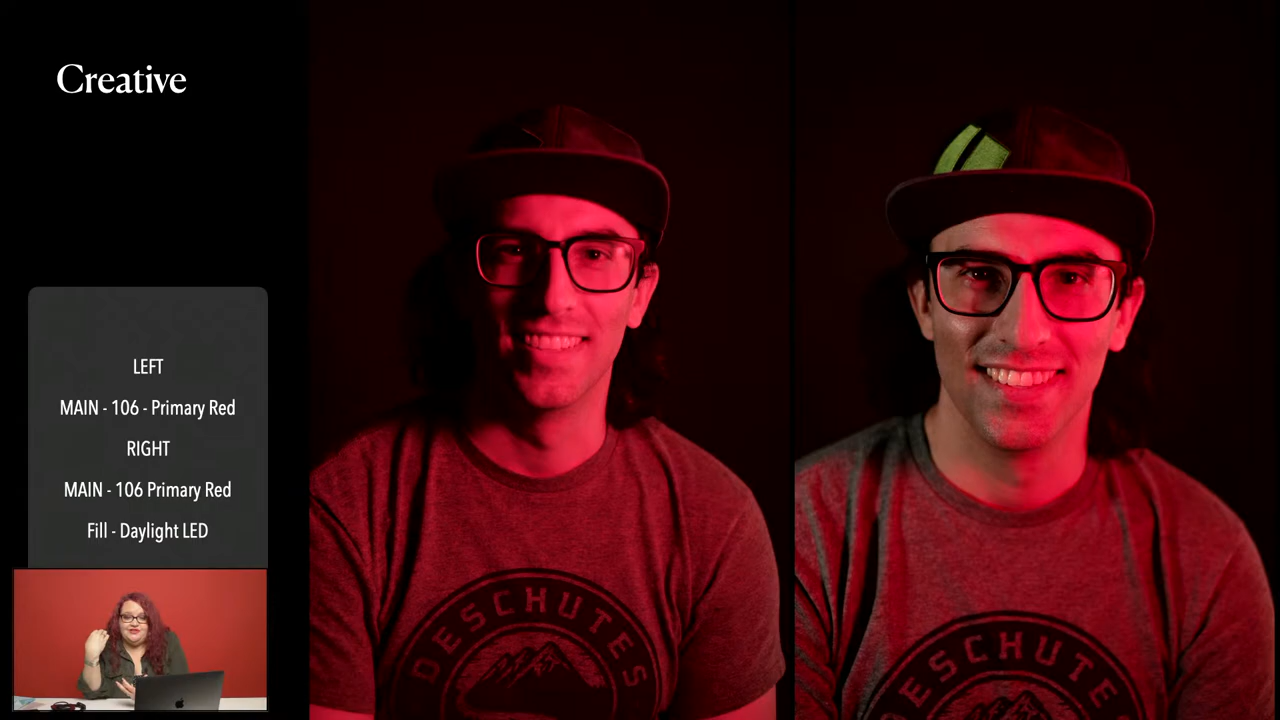 Creative
LEFT
MAIN - 106 - Primary Red
RIGHT
MAIN - 106 Primary Red
Fill - Daylight LED
DESCHUTES
DESCHUTE